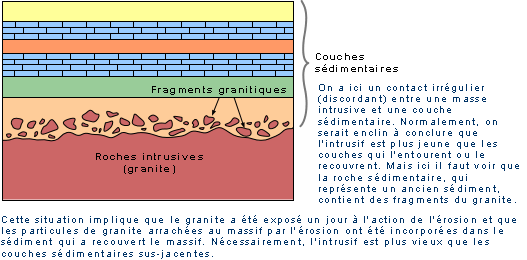 Couches
sédimentaires
Fragments granitiques
Roches intrusives
(granite)
On a ici un contact irrégulier
(discordant) entre une masse
intrusive et une couche
sédimentaire. Normalement, on
serait enclin à conclure que
l'intrusif est plus jeune que les
couches qui l'entourent ou le
recouvrent. Mais ici il faut voir que
la roche sédimentaire, qui
représente un ancien sédiment,
contient des fragments du granite.
Cette situation implique que le granite a été exposé un jour à l'action de l'érosion et que
les particules de granite arrachées au massif par l'érosion ont été incorporées dans le
sédiment qui a recouvert le massif. Nécessairement, l'intrusif est plus vieux que les
couches sédimentaires sus-jacentes.